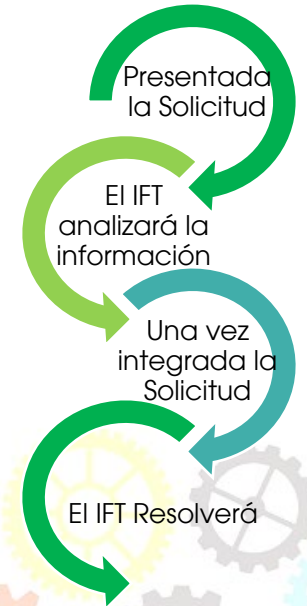 Presentada
la Solicitud
El IFT
analizará la
información
Una vez
integrada la
Solicitud
El IFT Resolverá